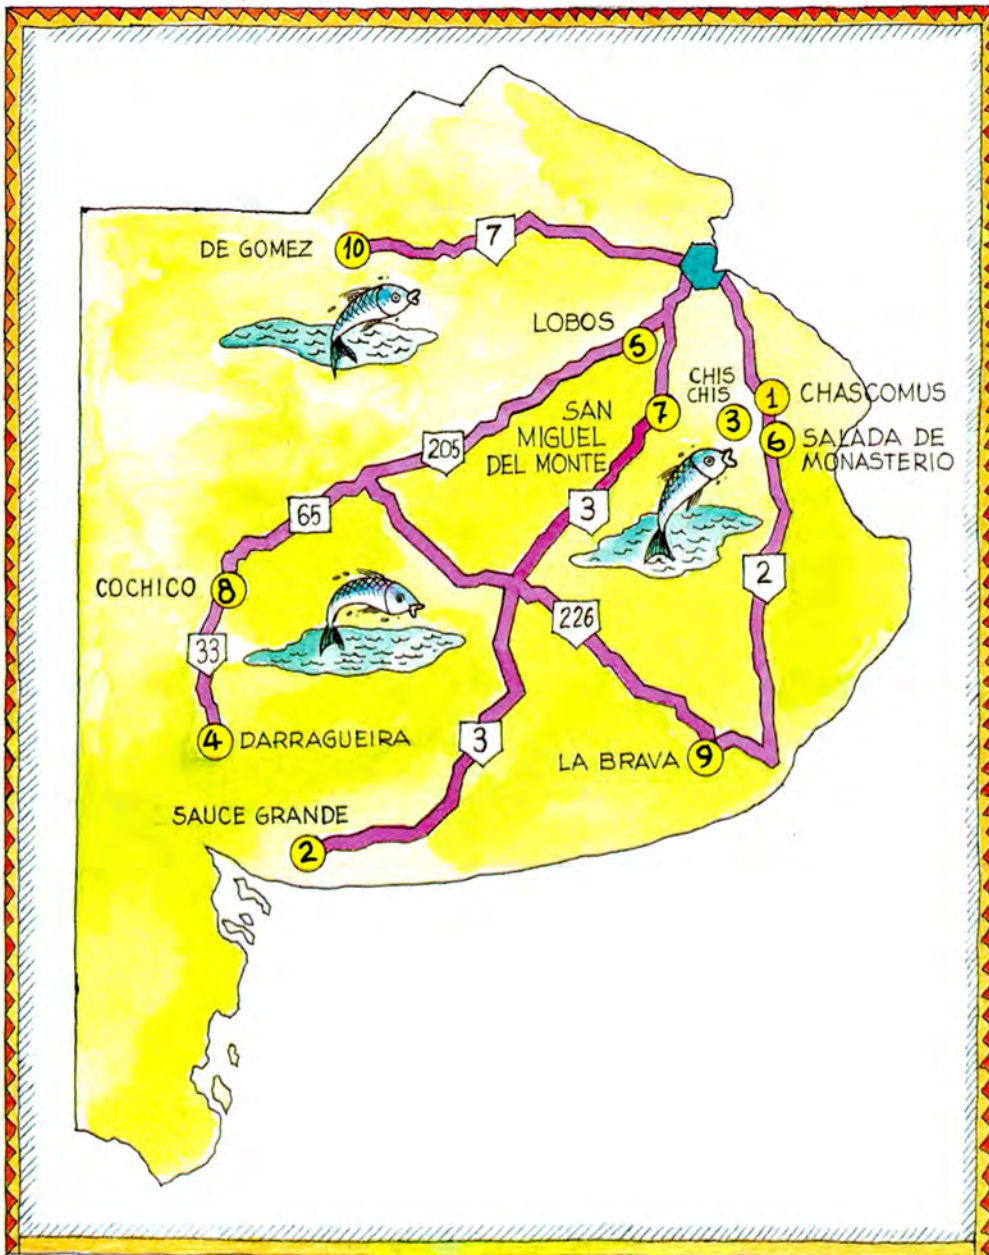 7
DE GOMEZ 10
LOBOS
5
CHIS
CHIS
3
1 CHASCOMUS
SAN
MIGUEL
DEL MONTE
7
6 SALADA DE
MONASTERIO
205
65
3
2
COCHICO 8
226
33
4 DARRAGUEIRA
3
LA BRAVA 9
SAUCE GRANDE
2